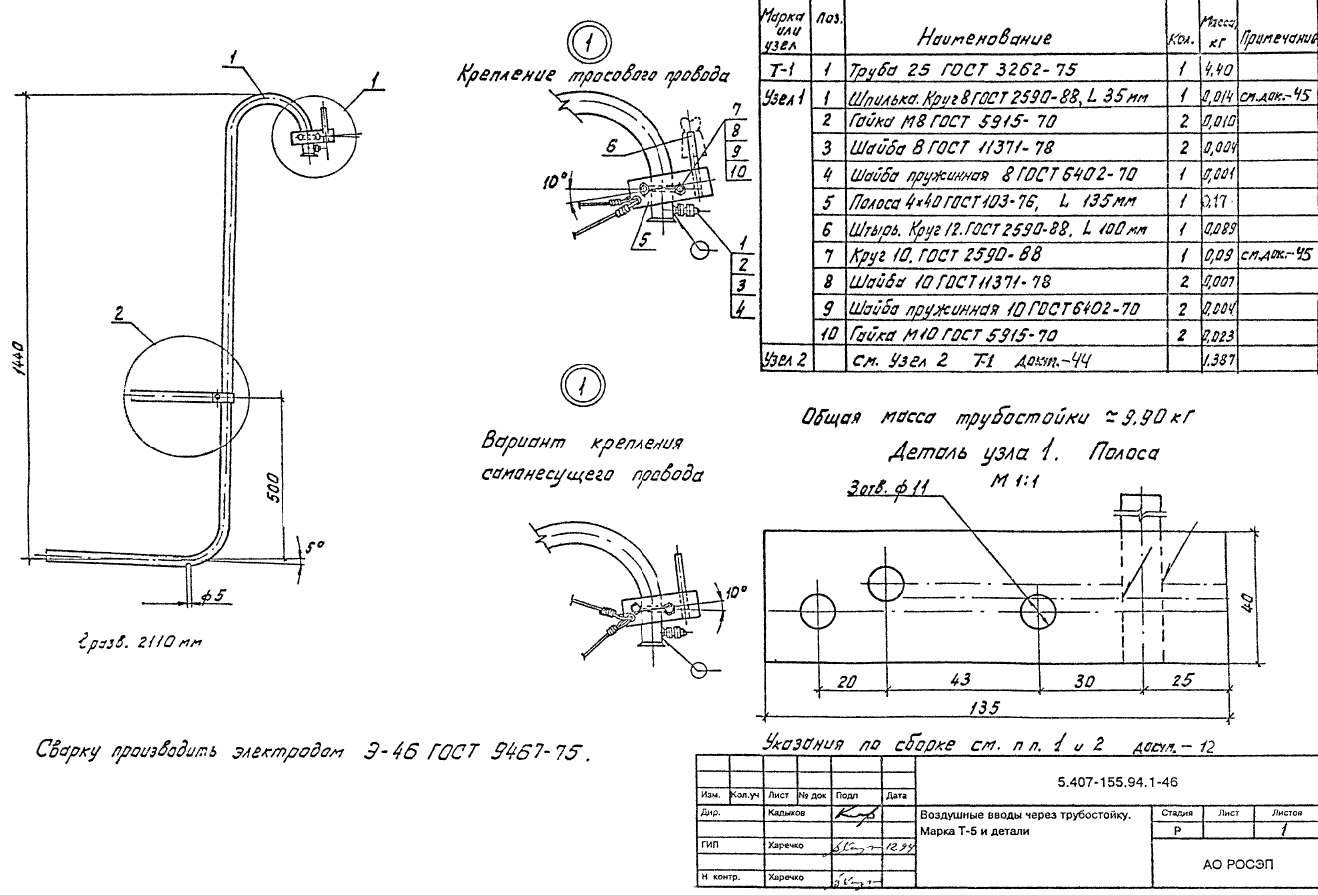 1
1
2
1440
500
5°
ф5
ℓ разв. 2110 мм
Сварку производить электродом Э-46 ГОСТ 9467-75.
1
Крепление тросового провода
7
8
9
10
6
10°
5
1
2
3
4
1
Вариант крепления
самонесущего провода
10°
Марка или узел Поз. Наименование Кол. Масса, кг Примечание
Т-1 1 Труба 25 ГОСТ 3262-75 1 4,40
Узел 1 1 Шпилька. Круг 8 ГОСТ 2590-88, L 35 мм 1 0,014 см.док.-45
2 Гайка М8 ГОСТ 5915-70 2 0,010
3 Шайба 8 ГОСТ 11371-78 2 0,004
4 Шайба пружинная 8 ГОСТ 6402-70 1 0,001
5 Полоса 4×40 ГОСТ 103-76, L 135 мм 1 0,17
6 Штырь. Круг 12. ГОСТ 2590-88, L 100 мм 1 0,089
7 Круг 10. ГОСТ 2590-88 1 0,09 см.док.-45
8 Шайба 10 ГОСТ 11371-78 2 0,007
9 Шайба пружинная 10 ГОСТ 6402-70 2 0,004
10 Гайка М10 ГОСТ 5915-70 2 0,023
Узел 2 см. Узел 2 Т-1 докум.-44 1.387
Общая масса трубостойки ≈ 9,90 кг
Деталь узла 1. Полоса
М 1:1
3 отв. ф 11
40
20 43 30 25
135
Указания по сборке см. п п. 1 и 2 докум. - 12
5.407-155.94.1-46
Изм. Кол.уч Лист № док Подп Дата
Дир. Кадыков
ГИП Харечко 12.94
Н контр. Харечко
Воздушные вводы через трубостойку.
Марка Т-5 и детали
Стадия Лист Листов
Р 1
АО РОСЭП